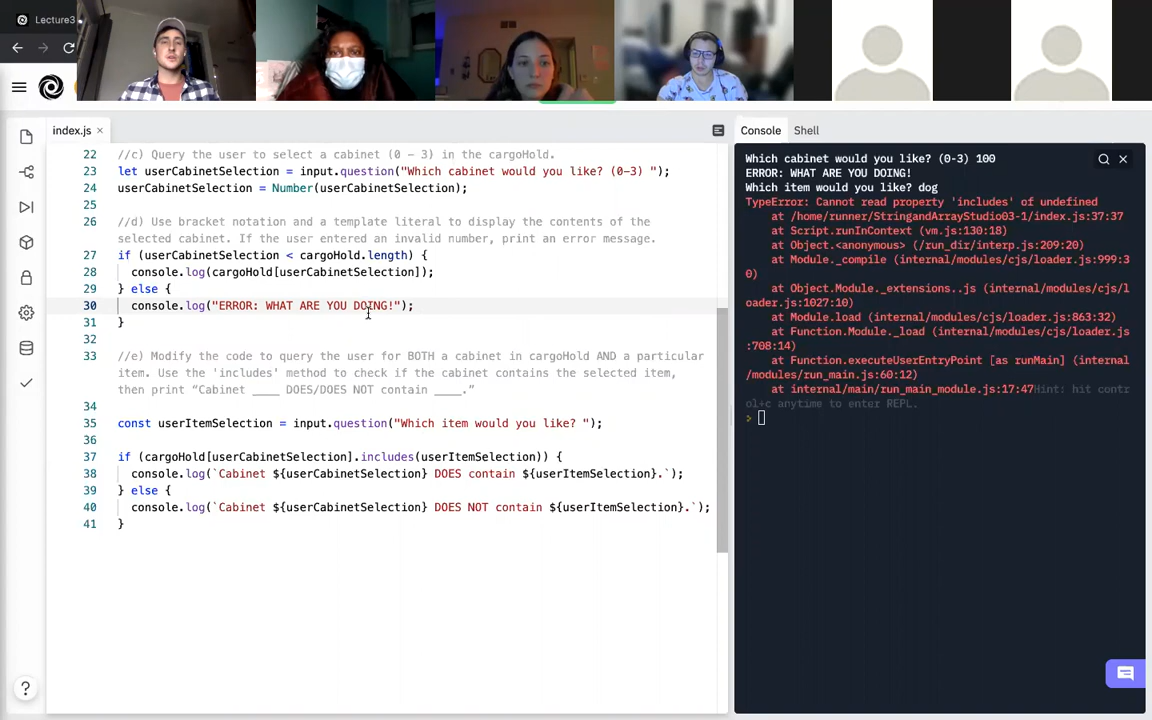 Lecture3
index.js ×
Console
Shell
22 //c) Query the user to select a cabinet (0 - 3) in the cargoHold.
23 let userCabinetSelection = input.question("Which cabinet would you like? (0-3) ");
24 userCabinetSelection = Number(userCabinetSelection);
25
26 //d) Use bracket notation and a template literal to display the contents of the
selected cabinet. If the user entered an invalid number, print an error message.
27 if (userCabinetSelection < cargoHold.length) {
28 console.log(cargoHold[userCabinetSelection]);
29 } else {
30 console.log("ERROR: WHAT ARE YOU DOING!");
31 }
32
33 //e) Modify the code to query the user for BOTH a cabinet in cargoHold AND a particular
item. Use the 'includes' method to check if the cabinet contains the selected item,
then print “Cabinet ____ DOES/DOES NOT contain ____.”
34
35 const userItemSelection = input.question("Which item would you like? ");
36
37 if (cargoHold[userCabinetSelection].includes(userItemSelection)) {
38 console.log(`Cabinet ${userCabinetSelection} DOES contain ${userItemSelection}.`);
39 } else {
40 console.log(`Cabinet ${userCabinetSelection} DOES NOT contain ${userItemSelection}.`);
41 }
Which cabinet would you like? (0-3) 100
ERROR: WHAT ARE YOU DOING!
Which item would you like? dog
TypeError: Cannot read property 'includes' of undefined
at /home/runner/StringandArrayStudio03-1/index.js:37:37
at Script.runInContext (vm.js:130:18)
at Object.<anonymous> (/run_dir/interp.js:209:20)
at Module._compile (internal/modules/cjs/loader.js:999:3
0)
at Object.Module._extensions..js (internal/modules/cjs/l
oader.js:1027:10)
at Module.load (internal/modules/cjs/loader.js:863:32)
at Function.Module._load (internal/modules/cjs/loader.js
:708:14)
at Function.executeUserEntryPoint [as runMain] (internal
/modules/run_main.js:60:12)
at internal/main/run_main_module.js:17:47Hint: hit contr
ol+c anytime to enter REPL.
>